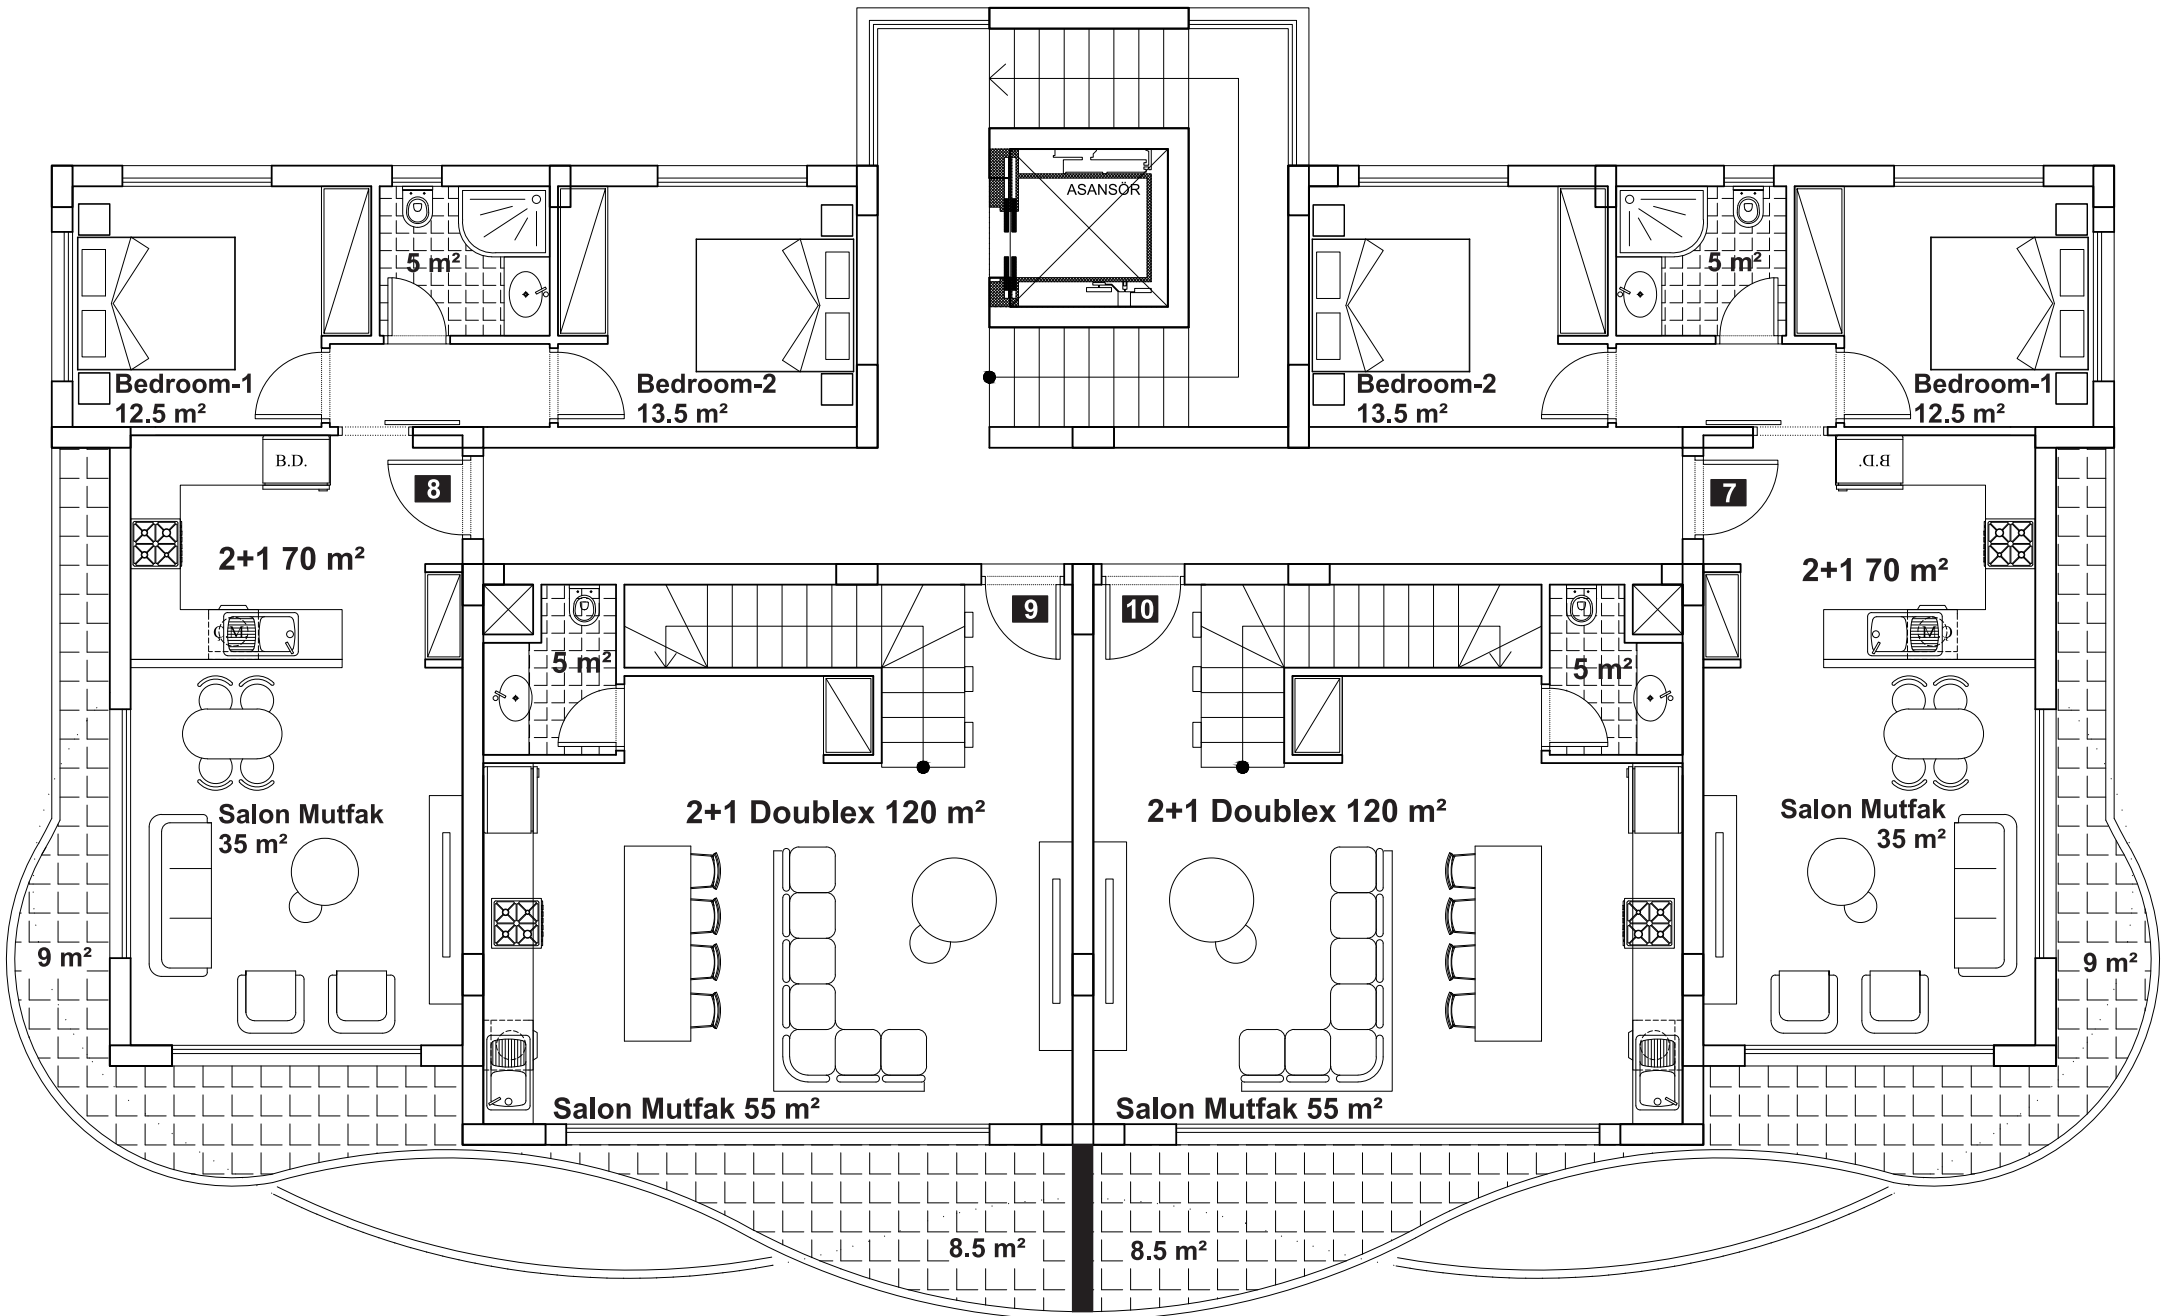 ASANSÖR
5 m²
5 m²
Bedroom-1
12.5 m²
Bedroom-2
13.5 m²
Bedroom-2
13.5 m²
Bedroom-1
12.5 m²
B.D.
8
7
B.D.
2+1 70 m²
2+1 70 m²
9
10
M
M
5 m²
5 m²
Salon Mutfak
35 m²
2+1 Doublex 120 m²
2+1 Doublex 120 m²
Salon Mutfak
35 m²
9 m²
9 m²
Salon Mutfak 55 m²
Salon Mutfak 55 m²
8.5 m²
8.5 m²